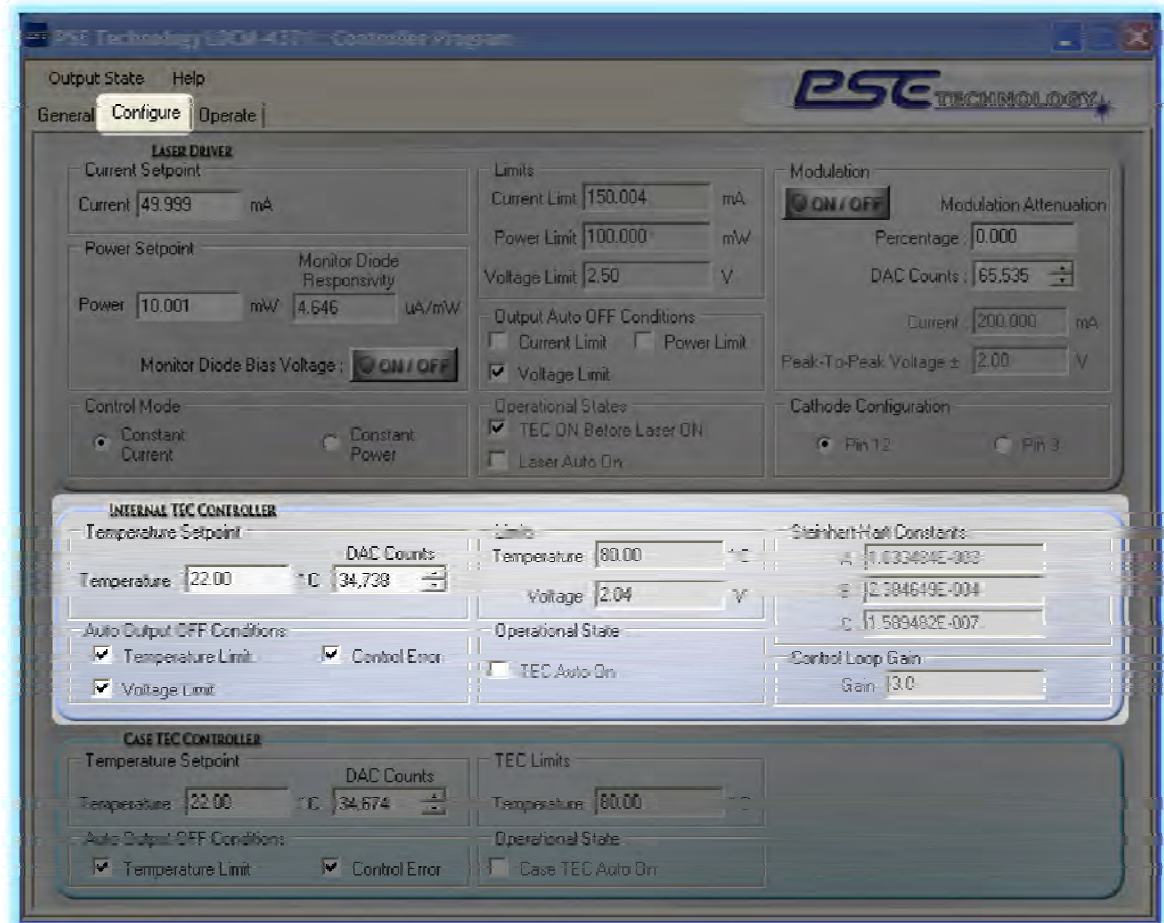 PSE Technology LDCM-4371 - Controller Program
Output State Help
PSE TECHNOLOGY
General Configure Operate
LASER DRIVER
Current Setpoint
Current 49.999 mA
Power Setpoint
Monitor Diode
Responsivity
Power 10.001 mW 4.646 uA/mW
Monitor Diode Bias Voltage : ON / OFF
Control Mode
Constant Current
Constant Power
Limits
Current Limit 150.004 mA
Power Limit 100.000 mW
Voltage Limit 2.50 V
Output Auto OFF Conditions
Current Limit Power Limit
Voltage Limit
Operational States
TEC ON Before Laser ON
Laser Auto On
Modulation
ON / OFF Modulation Attenuation
Percentage : 0.000
DAC Counts : 65,535
Current : 200.000 mA
Peak-To-Peak Voltage ± 2.00 V
Cathode Configuration
Pin 12 Pin 3
INTERNAL TEC CONTROLLER
Temperature Setpoint
DAC Counts
Temperature 22.00 °C 34,738
Auto Output OFF Conditions
Temperature Limit Control Error
Voltage Limit
Limits
Temperature 80.00 °C
Voltage 2.04 V
Operational State
TEC Auto On
Steinhart-Hart Constants
A
B 2.384649E-004
C 1.589482E-007
Control Loop Gain
Gain 3.0
CASE TEC CONTROLLER
Temperature Setpoint
DAC Counts
Temperature 22.00 °C 34,674
Auto Output OFF Conditions
Temperature Limit Control Error
TEC Limits
Temperature 80.00 °C
Operational State
Case TEC Auto On